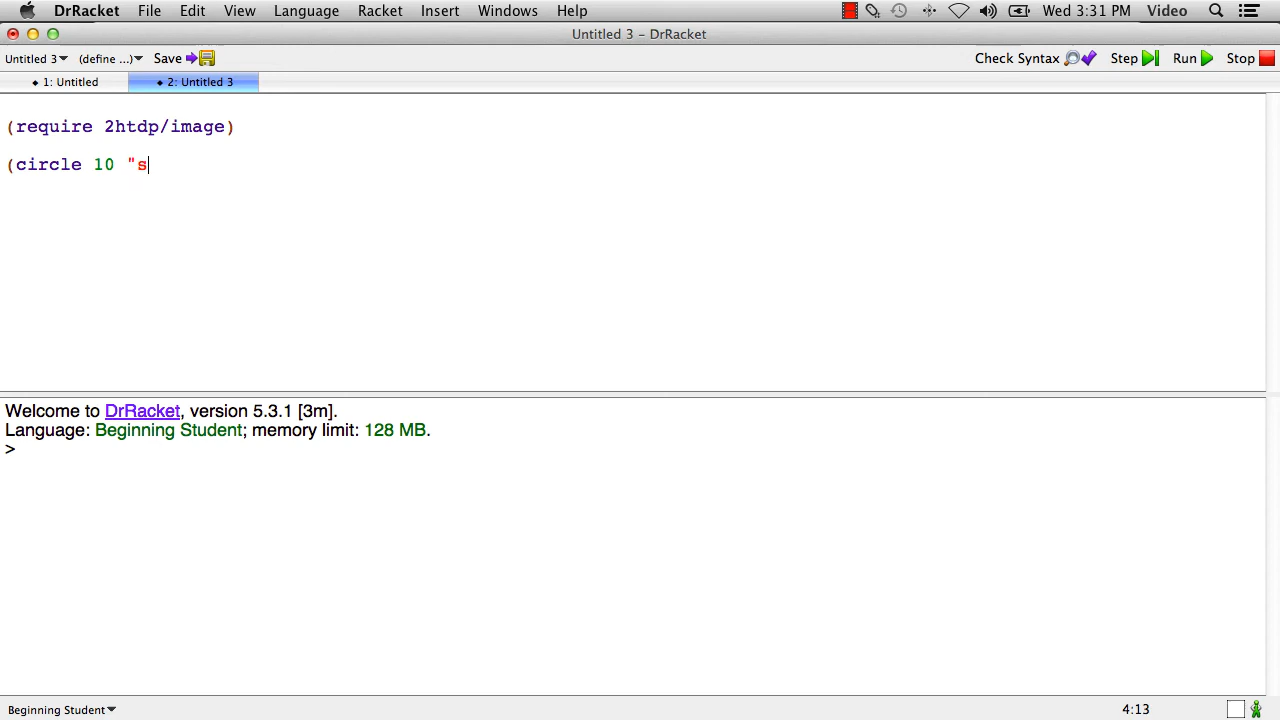 DrRacket File Edit View Language Racket Insert Windows Help Wed 3:31 PM Video
Untitled 3 - DrRacket
Untitled 3 (define ...) Save Check Syntax Step Run Stop
1: Untitled 2: Untitled 3
(require 2htdp/image)
(circle 10 "s
Welcome to DrRacket, version 5.3.1 [3m].
Language: Beginning Student; memory limit: 128 MB.
>
Beginning Student 4:13